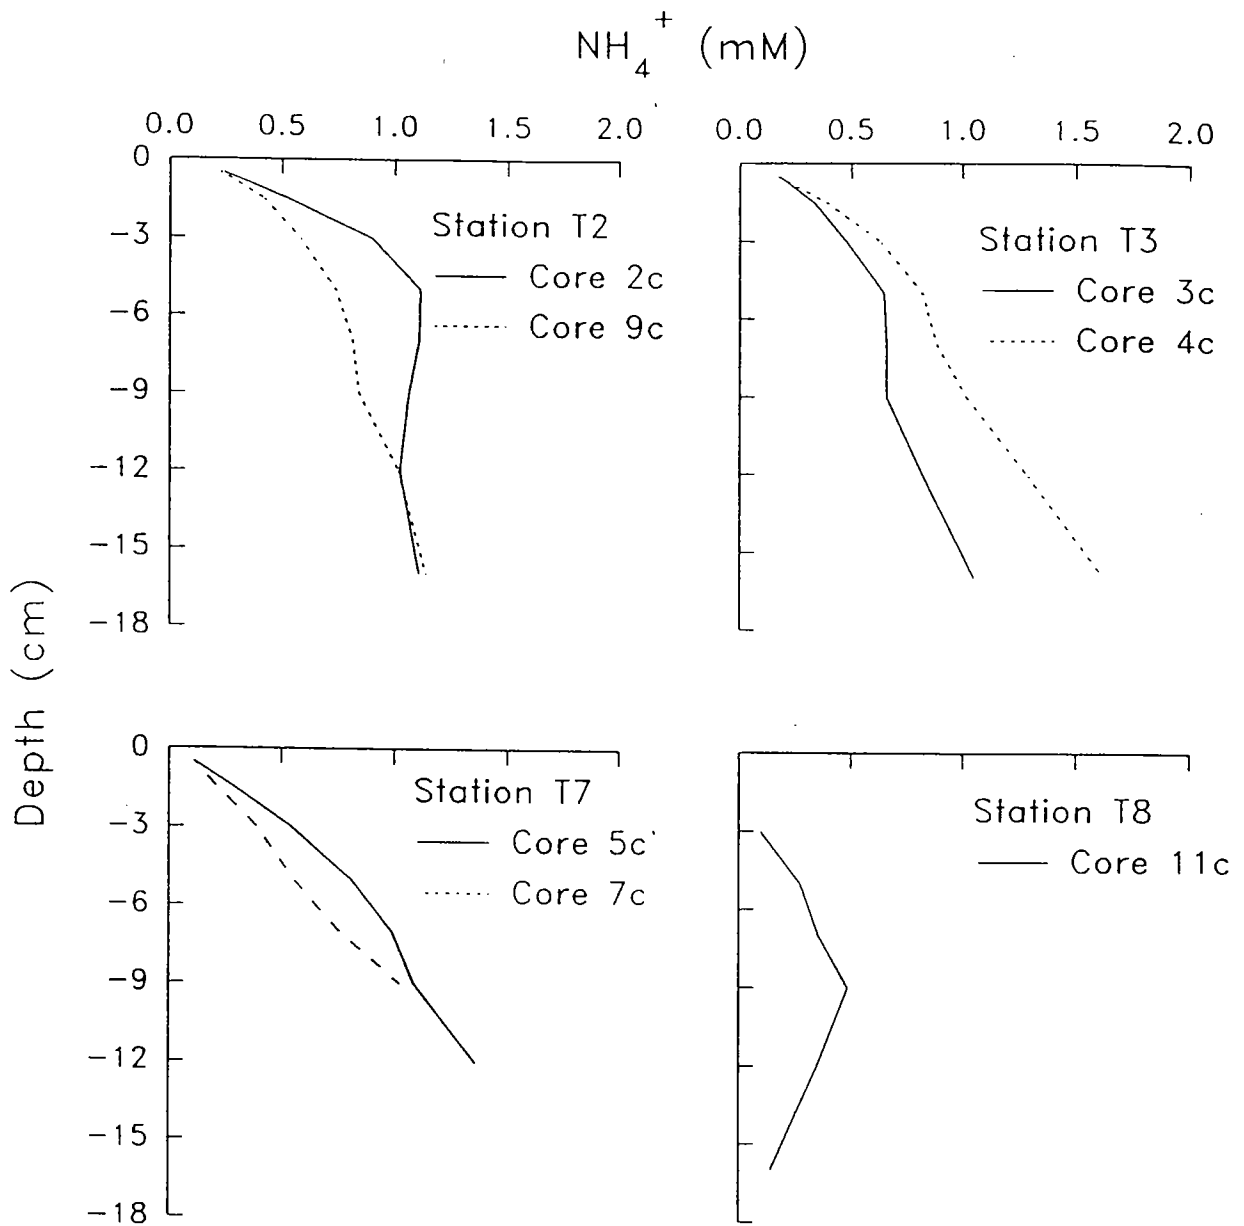 NH4+ (mM)
0.0 0.5 1.0 1.5 2.0
0.0 0.5 1.0 1.5 2.0
0
-3
-6
-9
-12
-15
-18
Station T2
Core 2c
Core 9c
Station T3
Core 3c
Core 4c
Depth (cm)
0
-3
-6
-9
-12
-15
-18
Station T7
Core 5c
Core 7c
Station T8
Core 11c